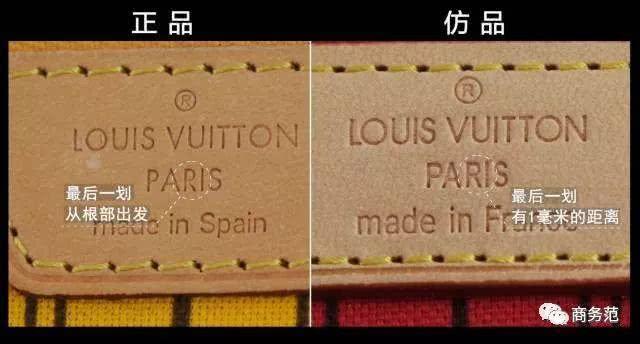 正品
仿品
®
LOUIS VUITTON
PARIS
made in Spain
最后一划
从根部出发
®
LOUIS VUITTON
PARIS
made in France
最后一划
有1毫米的距离
商务范